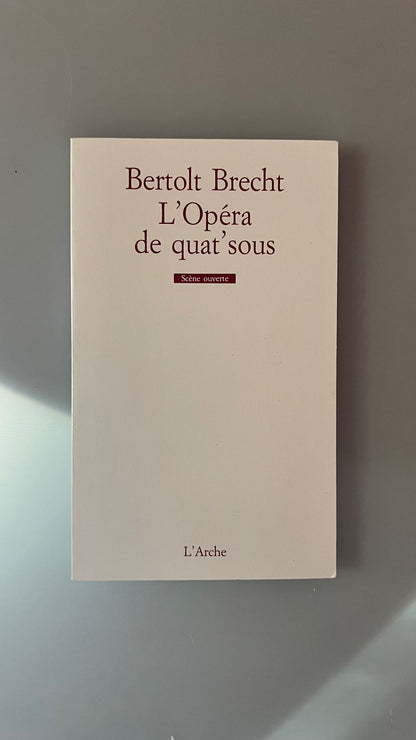 Bertolt Brecht
L'Opéra
de quat'sous
Scène ouverte
L'Arche